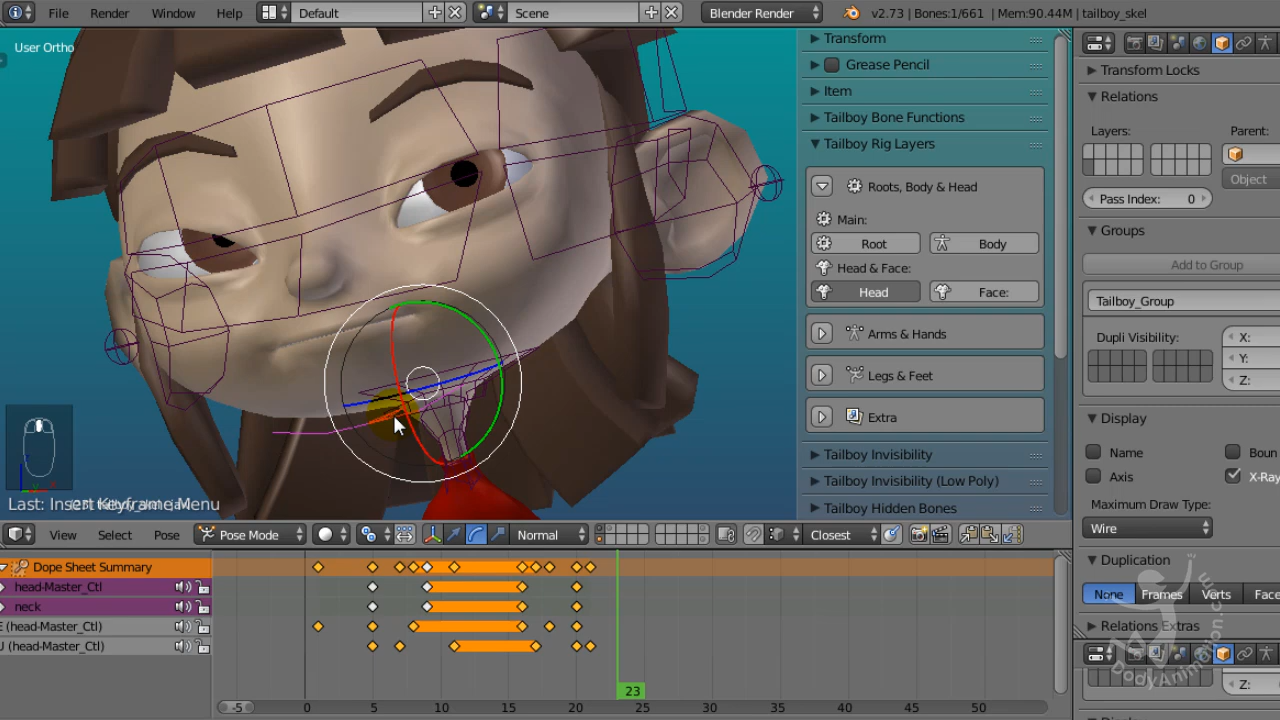 File Render Window Help Default Scene Blender Render v2.73 | Bones:1/661 | Mem:90.44M | tailboy_skel
User Ortho
Transform
Grease Pencil
Item
Tailboy Bone Functions
Tailboy Rig Layers
Roots, Body & Head
Main:
Root Body
Head & Face:
Head Face:
Arms & Hands
Legs & Feet
Extra
Tailboy Invisibility
Tailboy Invisibility (Low Poly)
Tailboy Hidden Bones
Transform Locks
Relations
Layers: Parent:
Object
Pass Index: 0
Groups
Add to Group
Tailboy_Group
Dupli Visibility: X:
Y:
Z:
Display
Name Boun
Axis X-Ray
Maximum Draw Type:
Wire
Duplication
None Frames Verts Face
Relations Extras
Z:
Last: Insert Keyframe Menu
View Select Pose Pose Mode Normal Closest
Dope Sheet Summary
head-Master_Ctl
neck
E (head-Master_Ctl)
J (head-Master_Ctl)
23
-5 0 5 10 15 20 25 30 35 40 45 50
DodyAnimation.com